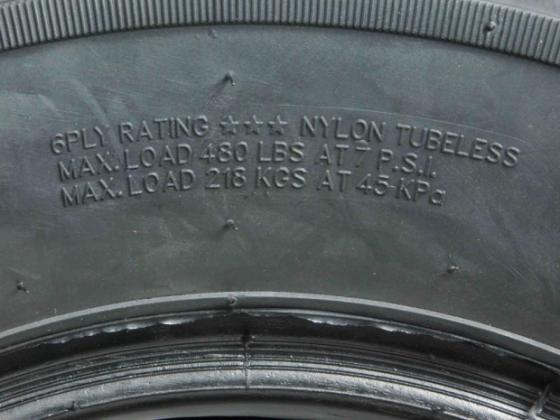 6PLY RATING ☆☆☆ NYLON TUBELESS
MAX. LOAD 480 LBS AT 7 P.S.I.
MAX. LOAD 218 KGS AT 45 KPa